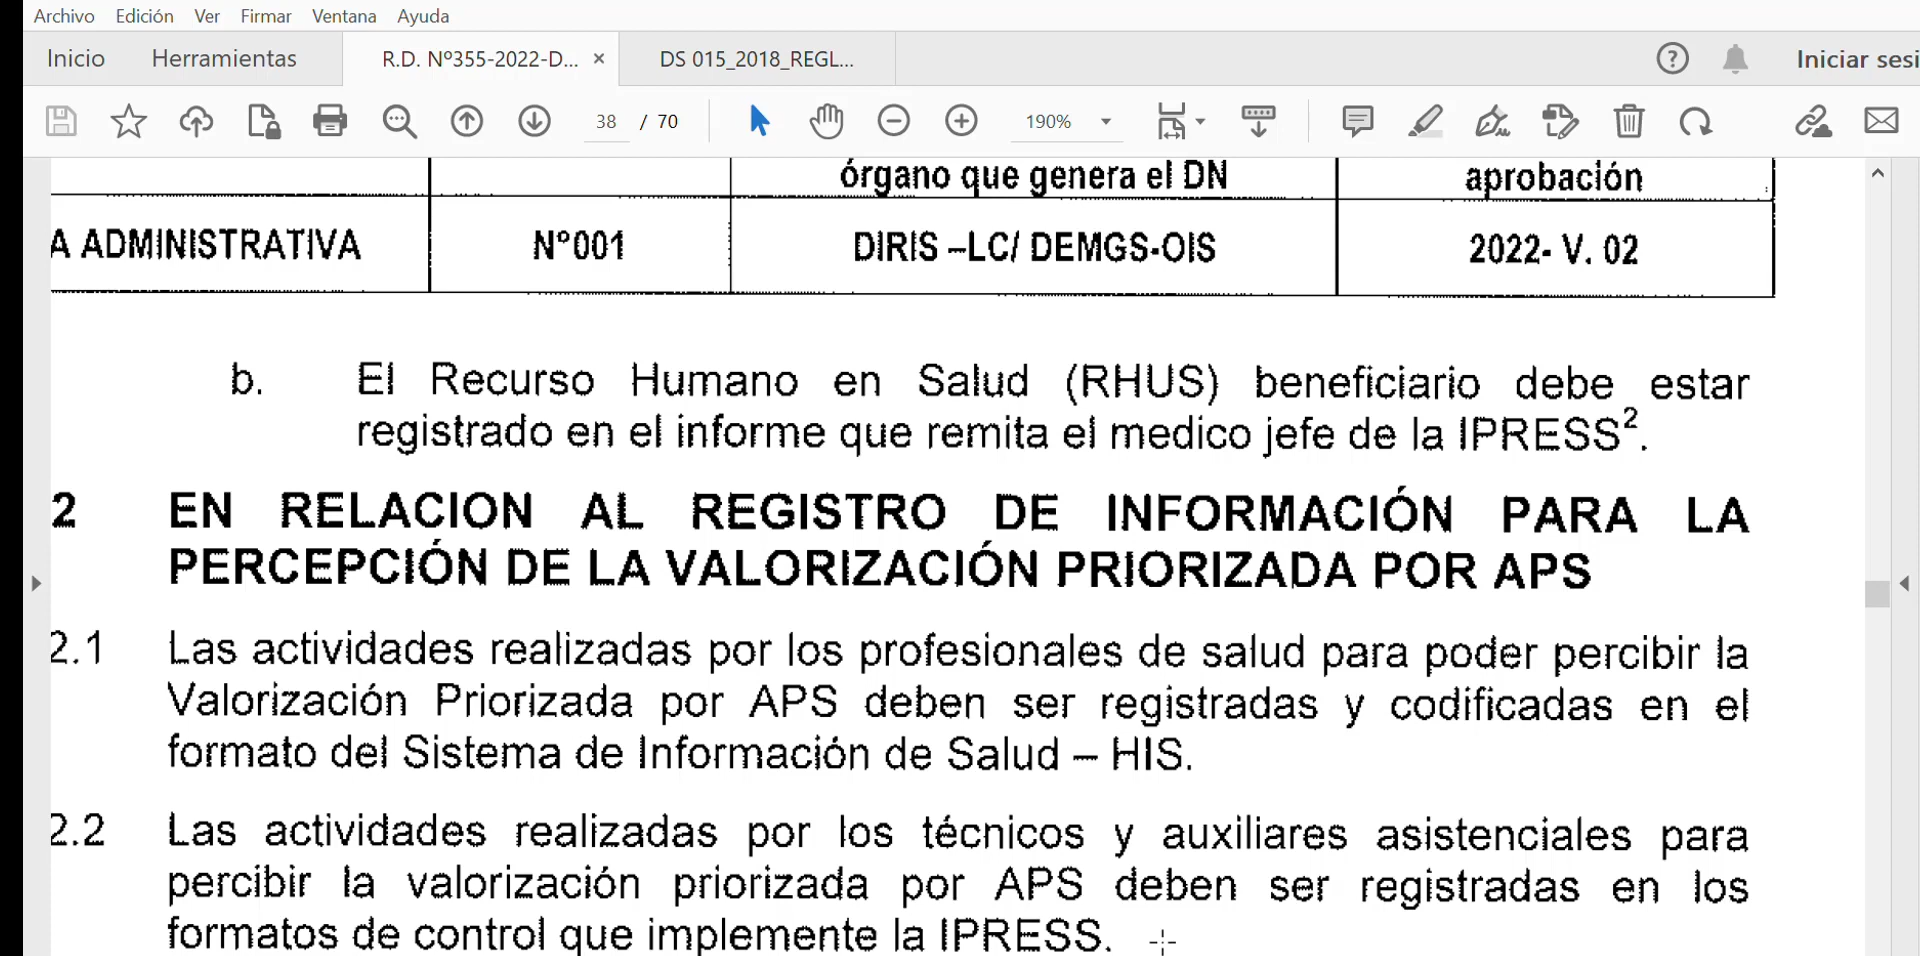 Archivo Edición Ver Firmar Ventana Ayuda
Inicio Herramientas R.D. Nº355-2022-D... × DS 015_2018_REGL... ? Iniciar sesi
38 / 70 190%
órgano que genera el DN aprobación
A ADMINISTRATIVA N°001 DIRIS –LC/ DEMGS-OIS 2022- V. 02
b. El Recurso Humano en Salud (RHUS) beneficiario debe estar
registrado en el informe que remita el medico jefe de la IPRESS².
2 EN RELACION AL REGISTRO DE INFORMACIÓN PARA LA
PERCEPCIÓN DE LA VALORIZACIÓN PRIORIZADA POR APS
2.1 Las actividades realizadas por los profesionales de salud para poder percibir la
Valorización Priorizada por APS deben ser registradas y codificadas en el
formato del Sistema de Información de Salud – HIS.
2.2 Las actividades realizadas por los técnicos y auxiliares asistenciales para
percibir la valorización priorizada por APS deben ser registradas en los
formatos de control que implemente la IPRESS.